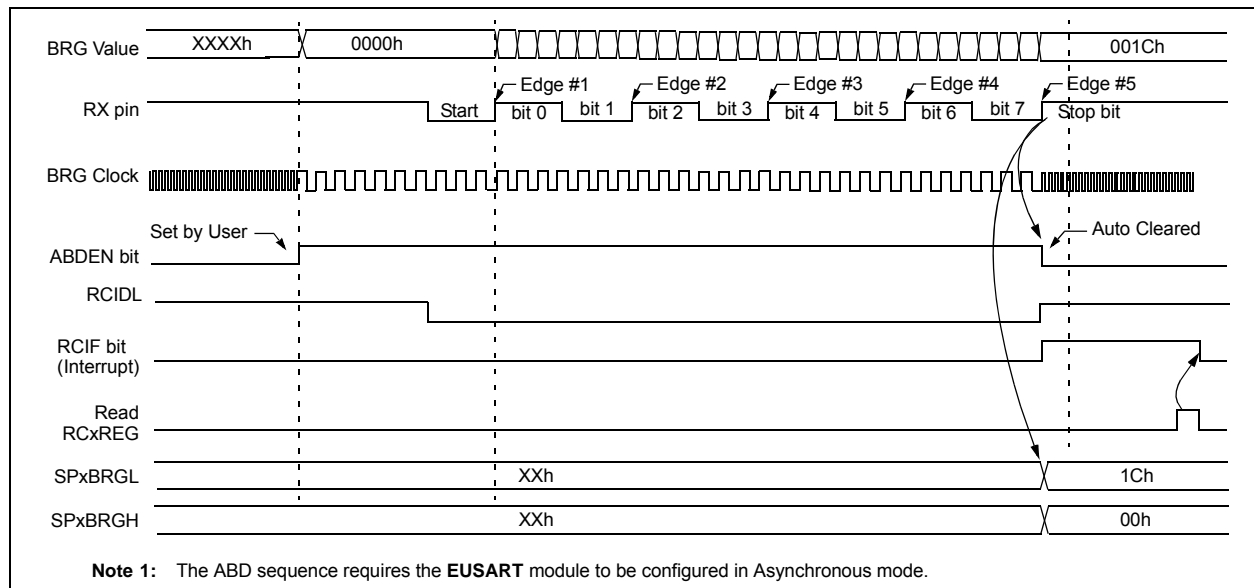 BRG Value XXXXh 0000h 001Ch
Edge #1 Edge #2 Edge #3 Edge #4 Edge #5
RX pin Start bit 0 bit 1 bit 2 bit 3 bit 4 bit 5 bit 6 bit 7 Stop bit
BRG Clock
Set by User Auto Cleared
ABDEN bit
RCIDL
RCIF bit
(Interrupt)
Read
RCxREG
SPxBRGL XXh 1Ch
SPxBRGH XXh 00h
Note 1: The ABD sequence requires the EUSART module to be configured in Asynchronous mode.